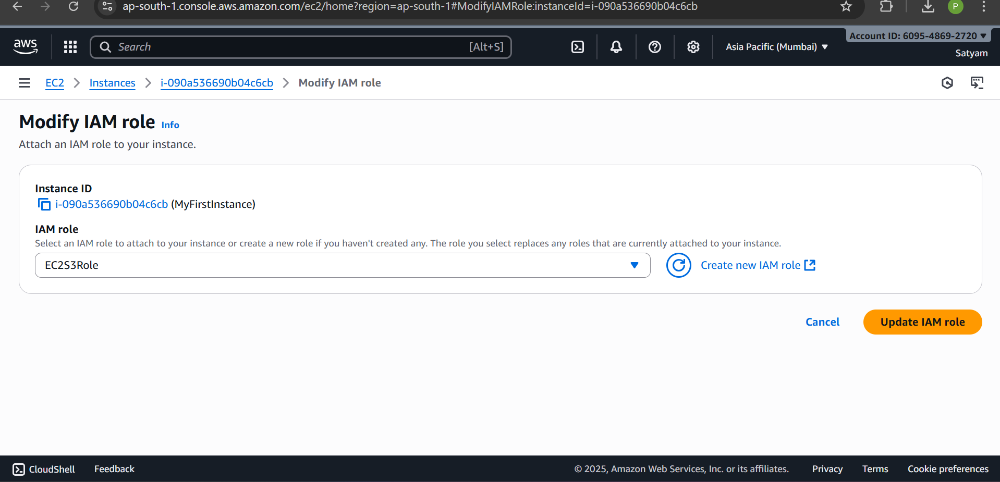 ap-south-1.console.aws.amazon.com/ec2/home?region=ap-south-1#ModifyIAMRole:instanceId=i-090a536690b04c6cb
P
aws
Search [Alt+S]
Asia Pacific (Mumbai)
Account ID: 6095-4869-2720
Satyam
EC2 Instances i-090a536690b04c6cb Modify IAM role
Modify IAM role Info
Attach an IAM role to your instance.
Instance ID
i-090a536690b04c6cb (MyFirstInstance)
IAM role
Select an IAM role to attach to your instance or create a new role if you haven't created any. The role you select replaces any roles that are currently attached to your instance.
EC2S3Role
Create new IAM role
Cancel
Update IAM role
CloudShell Feedback © 2025, Amazon Web Services, Inc. or its affiliates. Privacy Terms Cookie preferences